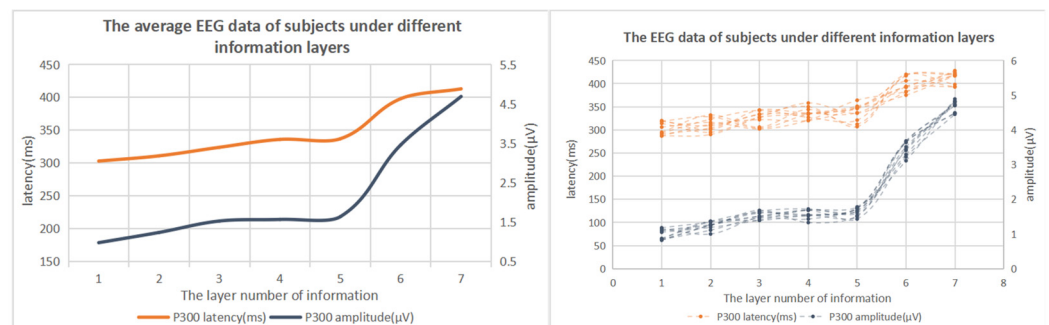 The average EEG data of subjects under different
information layers
450
400
350
300
250
200
150
latency(ms)
5.5
4.5
3.5
2.5
1.5
0.5
amplitude(μV)
1 2 3 4 5 6 7
The layer number of information
P300 latency(ms) P300 amplitude(μV)
The EEG data of subjects under different information layers
450
400
350
300
250
200
150
100
50
0
latency(ms)
6
5
4
3
2
1
0
amplitude(μV)
0 1 2 3 4 5 6 7 8
The layer number of information
P300 latency(ms) P300 amplitude(μV)